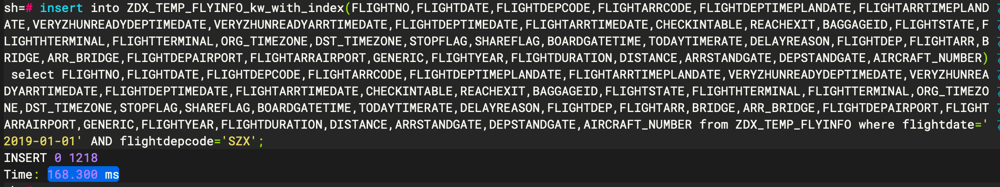 sh=# insert into ZDX_TEMP_FLYINFO_kw_with_index(FLIGHTNO,FLIGHTDATE,FLIGHTDEPCODE,FLIGHTARRCODE,FLIGHTDEPTIMEPLANDATE,FLIGHTARRTIMEPLAND
ATE,VERYZHUNREADYDEPTIMEDATE,VERYZHUNREADYARRTIMEDATE,FLIGHTDEPTIMEDATE,FLIGHTARRTIMEDATE,CHECKINTABLE,REACHEXIT,BAGGAGEID,FLIGHTSTATE,F
LIGHTHTERMINAL,FLIGHTTERMINAL,ORG_TIMEZONE,DST_TIMEZONE,STOPFLAG,SHAREFLAG,BOARDGATETIME,TODAYTIMERATE,DELAYREASON,FLIGHTDEP,FLIGHTARR,B
RIDGE,ARR_BRIDGE,FLIGHTDEPAIRPORT,FLIGHTARRAIRPORT,GENERIC,FLIGHTYEAR,FLIGHTDURATION,DISTANCE,ARRSTANDGATE,DEPSTANDGATE,AIRCRAFT_NUMBER)
 select FLIGHTNO,FLIGHTDATE,FLIGHTDEPCODE,FLIGHTARRCODE,FLIGHTDEPTIMEPLANDATE,FLIGHTARRTIMEPLANDATE,VERYZHUNREADYDEPTIMEDATE,VERYZHUNREA
DYARRTIMEDATE,FLIGHTDEPTIMEDATE,FLIGHTARRTIMEDATE,CHECKINTABLE,REACHEXIT,BAGGAGEID,FLIGHTSTATE,FLIGHTHTERMINAL,FLIGHTTERMINAL,ORG_TIMEZO
NE,DST_TIMEZONE,STOPFLAG,SHAREFLAG,BOARDGATETIME,TODAYTIMERATE,DELAYREASON,FLIGHTDEP,FLIGHTARR,BRIDGE,ARR_BRIDGE,FLIGHTDEPAIRPORT,FLIGHT
ARRAIRPORT,GENERIC,FLIGHTYEAR,FLIGHTDURATION,DISTANCE,ARRSTANDGATE,DEPSTANDGATE,AIRCRAFT_NUMBER from ZDX_TEMP_FLYINFO where flightdate='
2019-01-01' AND flightdepcode='SZX';
INSERT 0 1218
Time: 168.300 ms